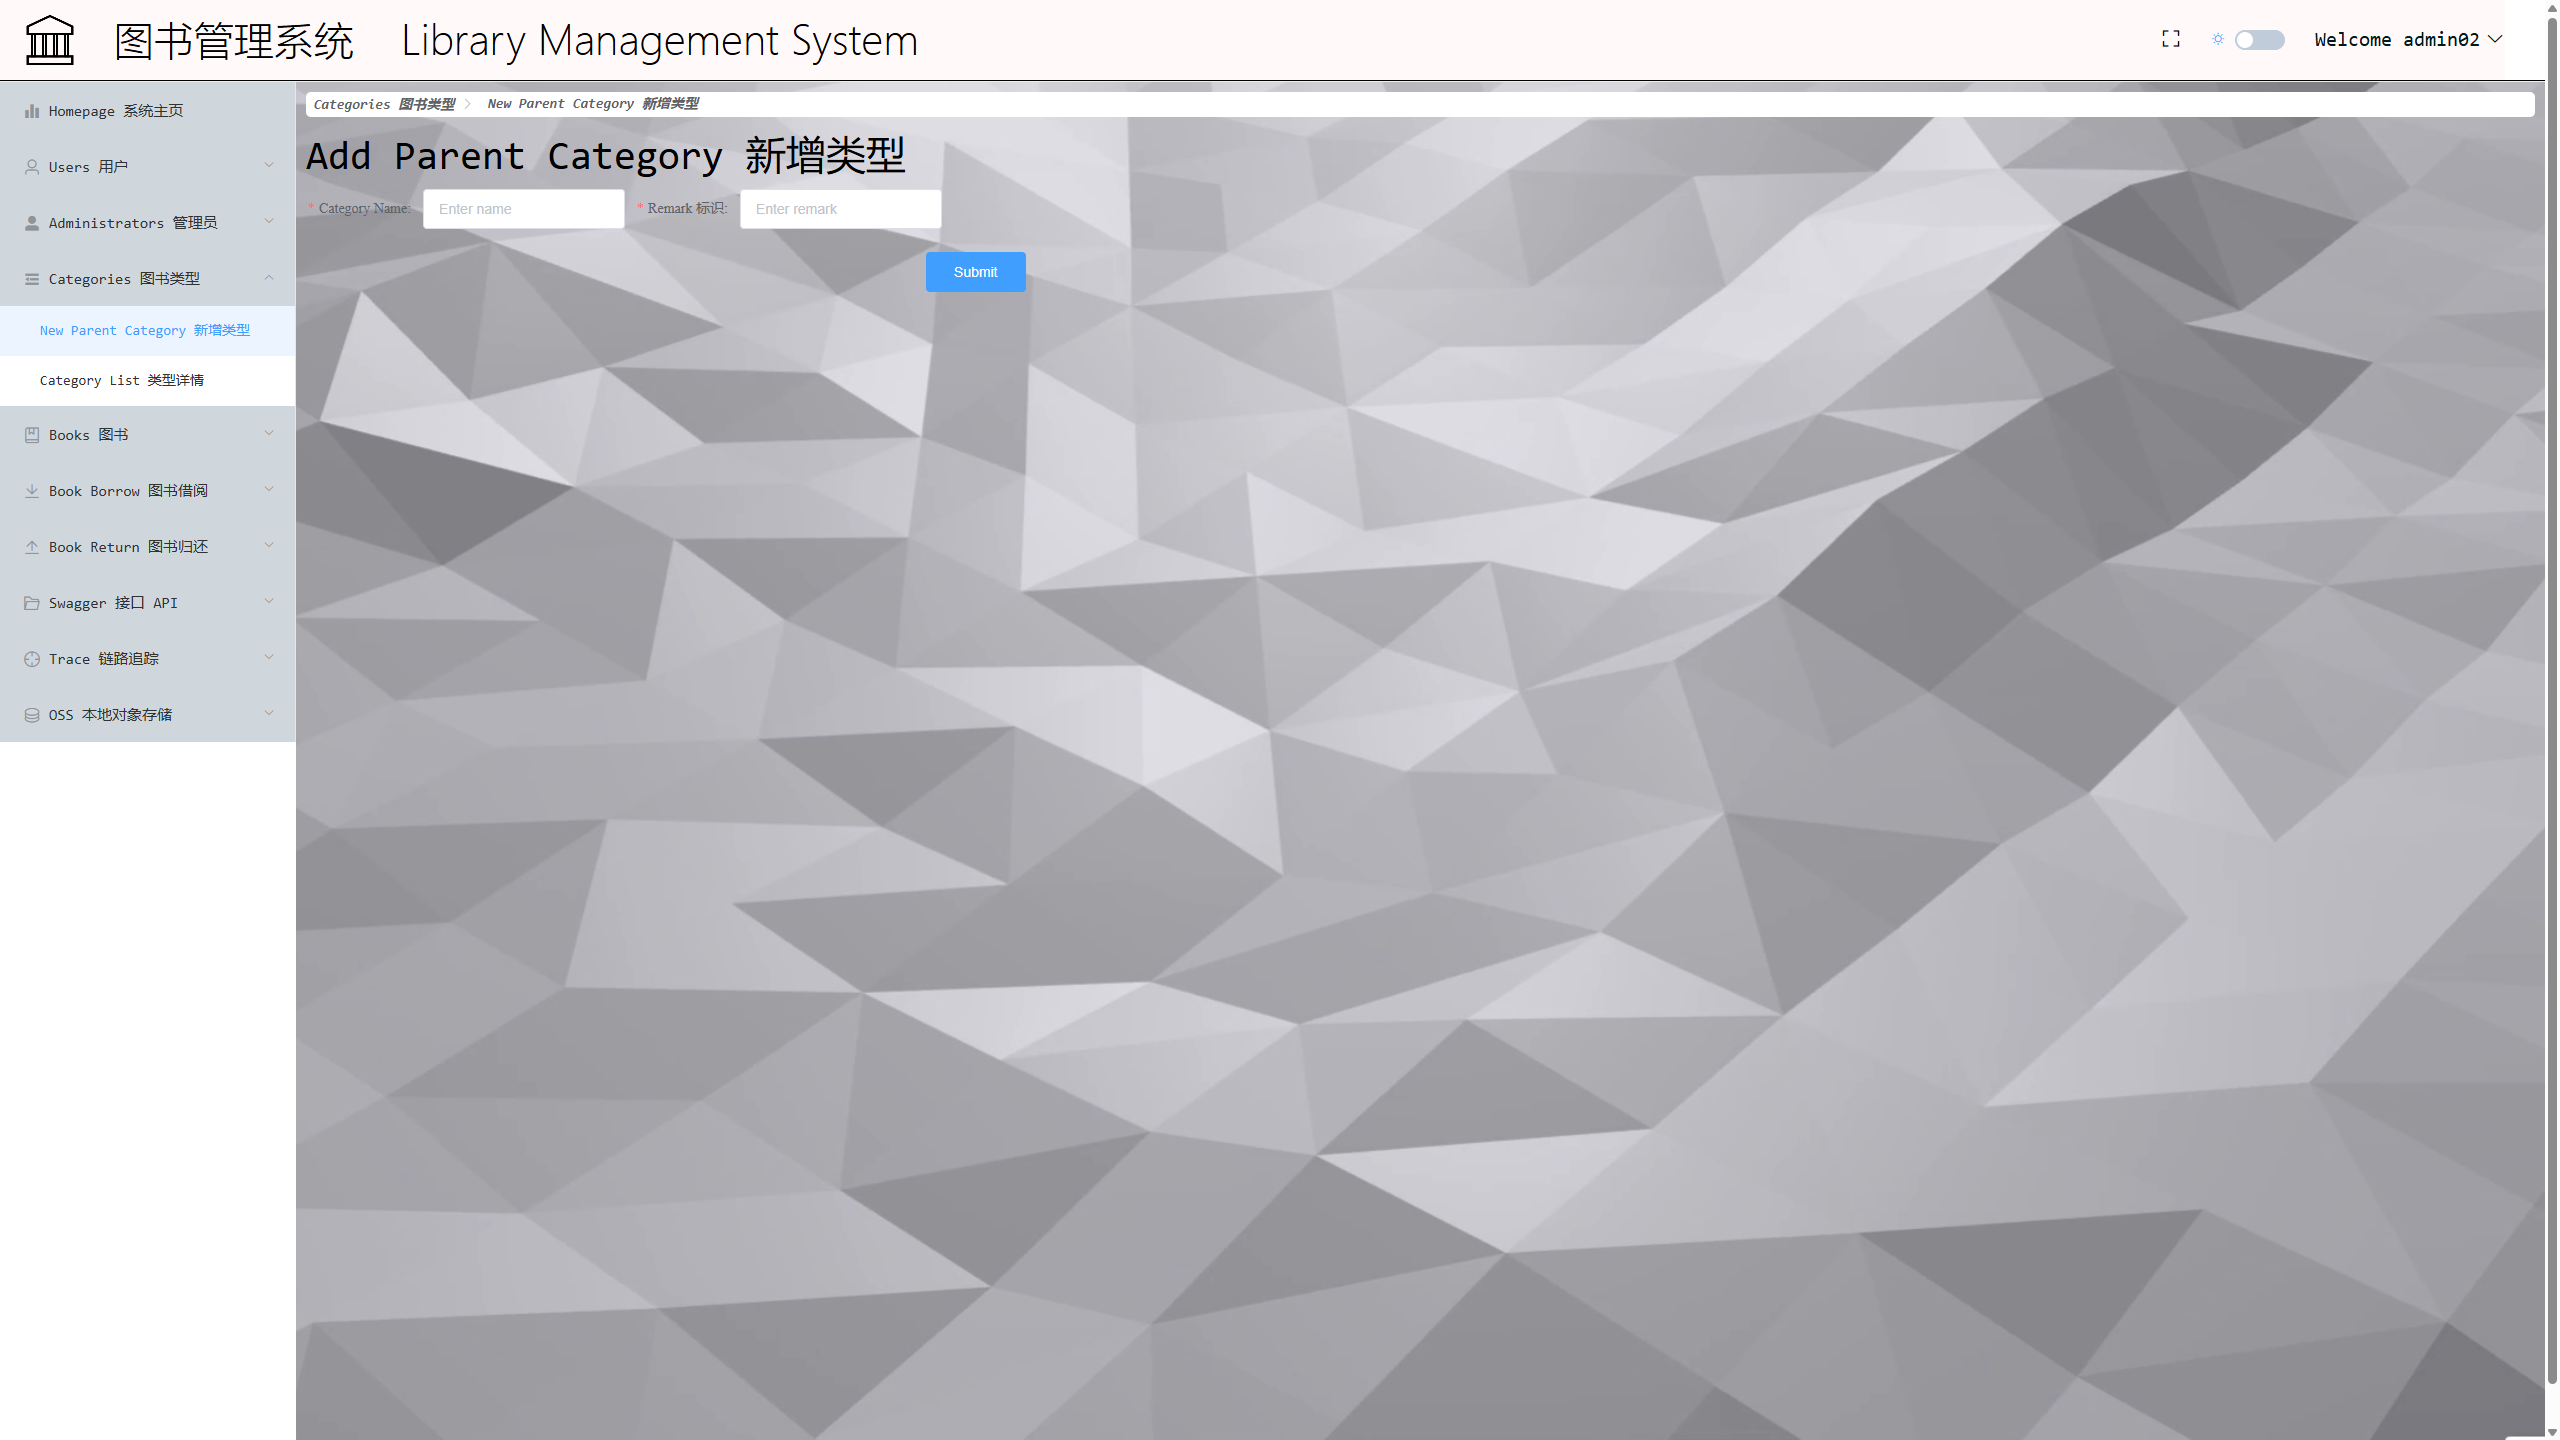 图书管理系统 Library Management System
Welcome admin02
Homepage 系统主页
Users 用户
Administrators 管理员
Categories 图书类型
New Parent Category 新增类型
Category List 类型详情
Books 图书
Book Borrow 图书借阅
Book Return 图书归还
Swagger 接口 API
Trace 链路追踪
OSS 本地对象存储
Categories 图书类型 New Parent Category 新增类型
Add Parent Category 新增类型
* Category Name: Enter name * Remark 标识: Enter remark
Submit